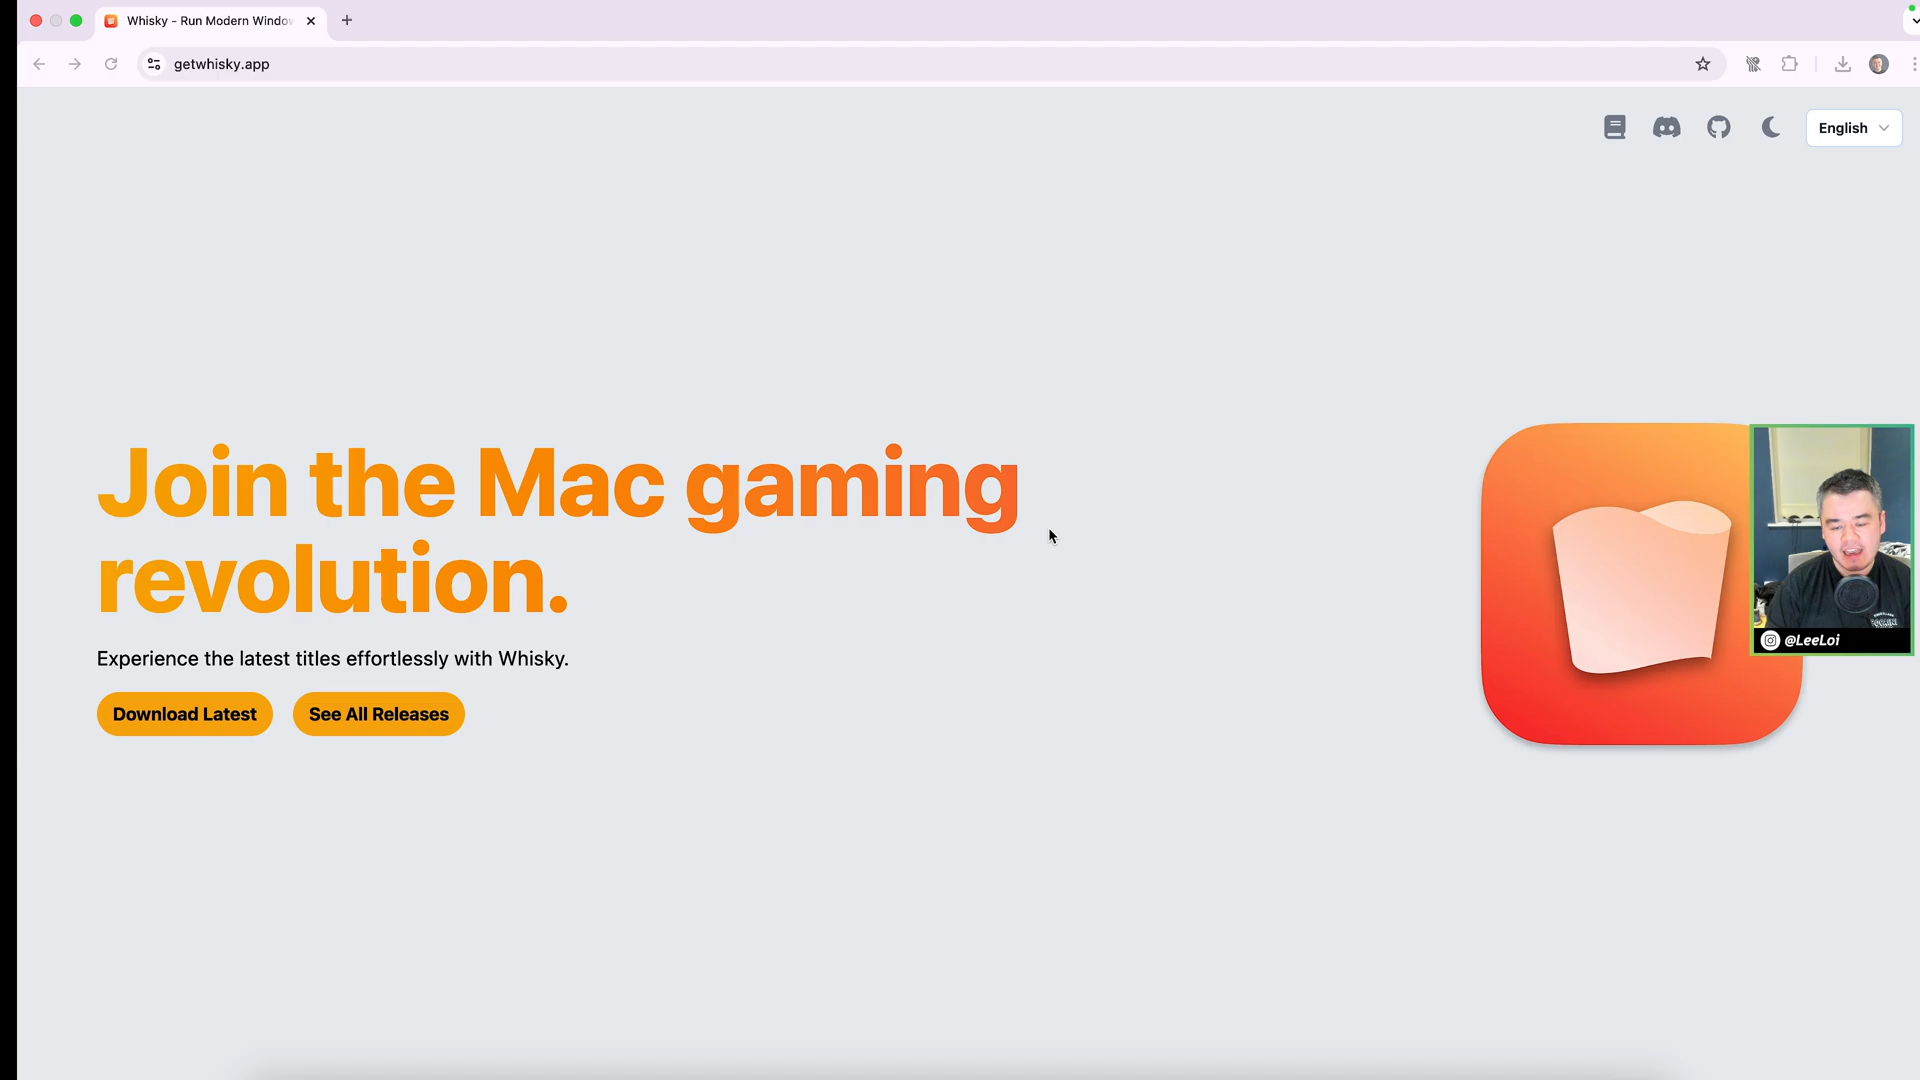 Whisky - Run Modern Window
getwhisky.app
English
Join the Mac gaming
revolution.
Experience the latest titles effortlessly with Whisky.
Download Latest
See All Releases
@LeeLoi